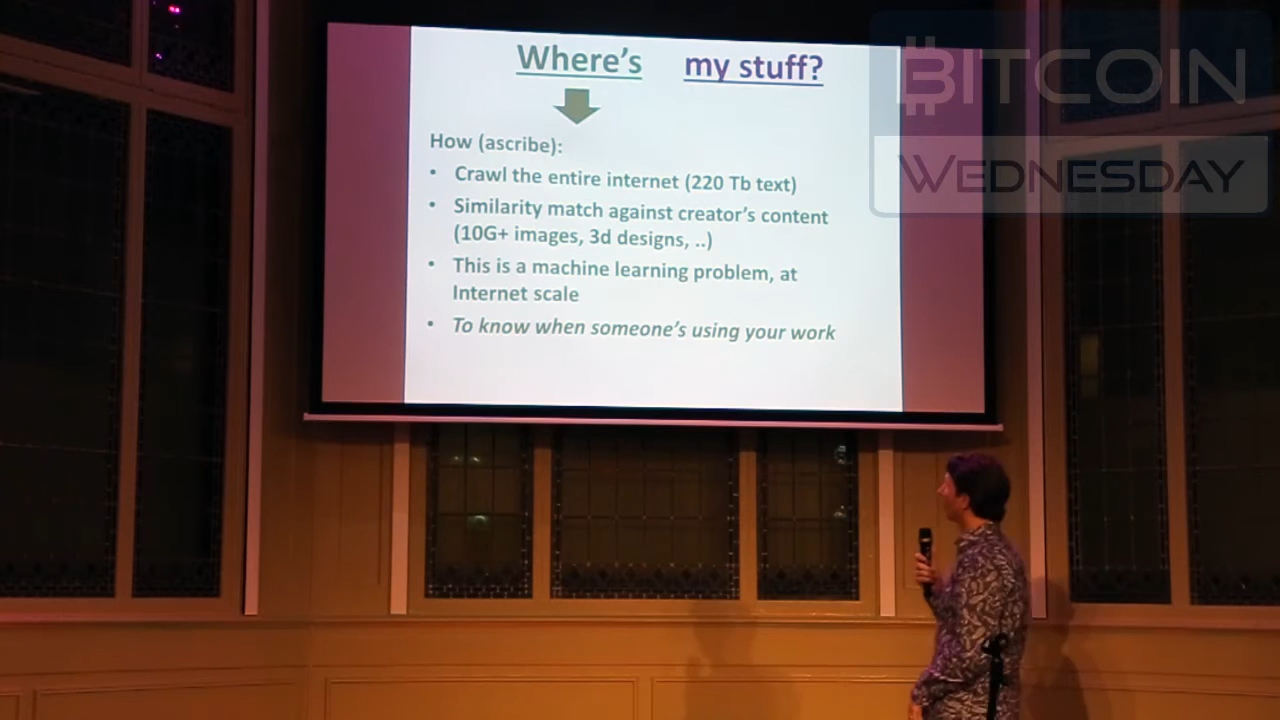 Where's my stuff?
How (ascribe):
• Crawl the entire internet (220 Tb text)
• Similarity match against creator's content
(10G+ images, 3d designs, ..)
• This is a machine learning problem, at
Internet scale
• To know when someone's using your work
BITCOIN
WEDNESDAY